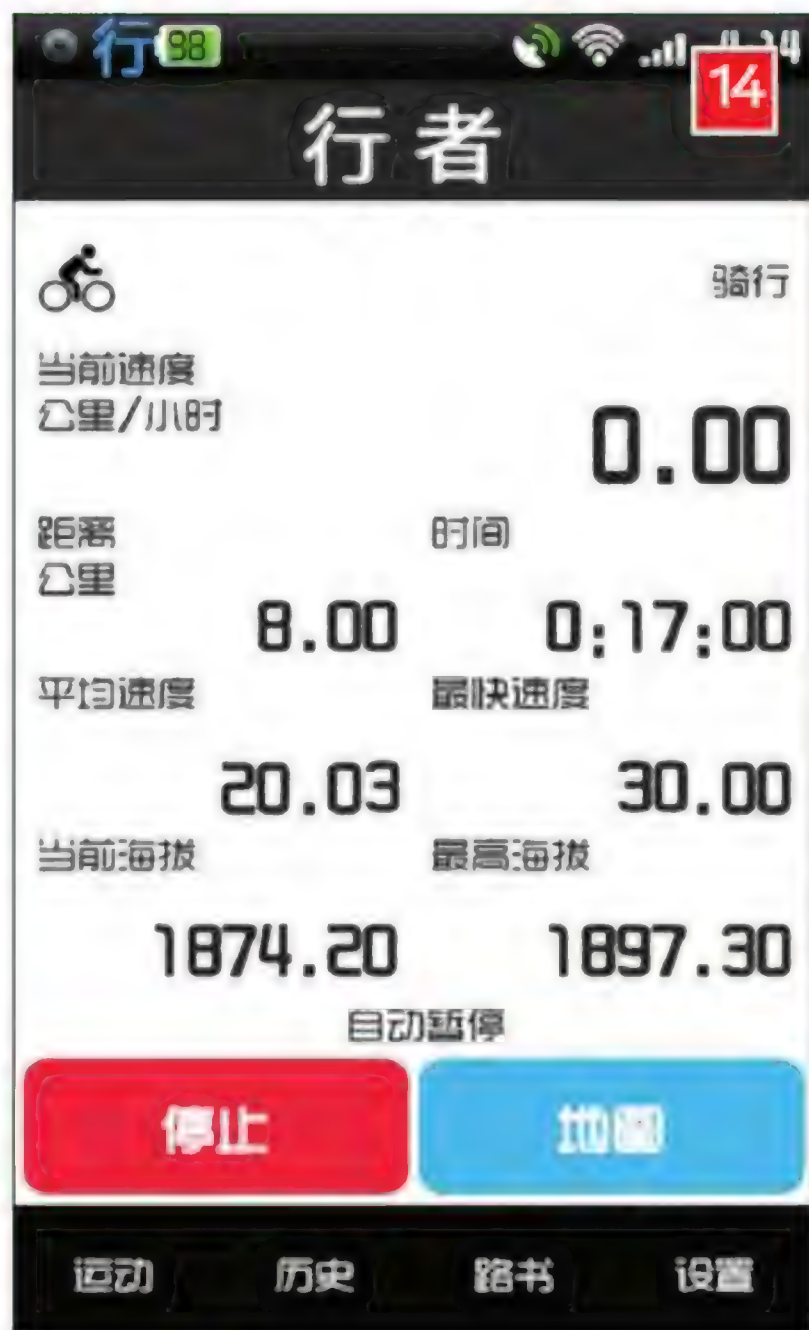 行 98
14
行者
骑行
当前速度
公里/小时
0.00
距离
时间
公里
8.00
0:17:00
平均速度
最快速度
20.03
30.00
当前海拔
最高海拔
1874.20
1897.30
自动暂停
停止
地图
运动
历史
路书
设置